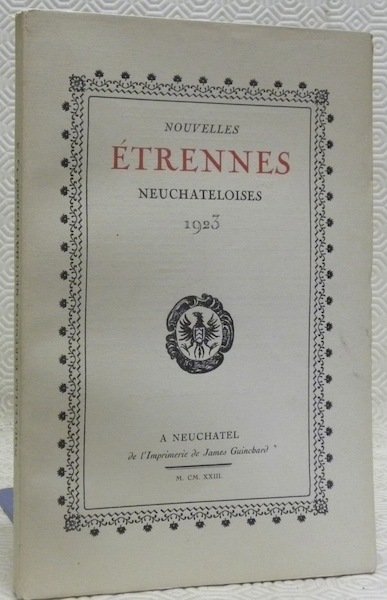 NOUVELLES
ÉTRENNES
NEUCHATELOISES
1923
A NEUCHATEL
de l'Imprimerie de James Guinchard
M. CM. XXIII.